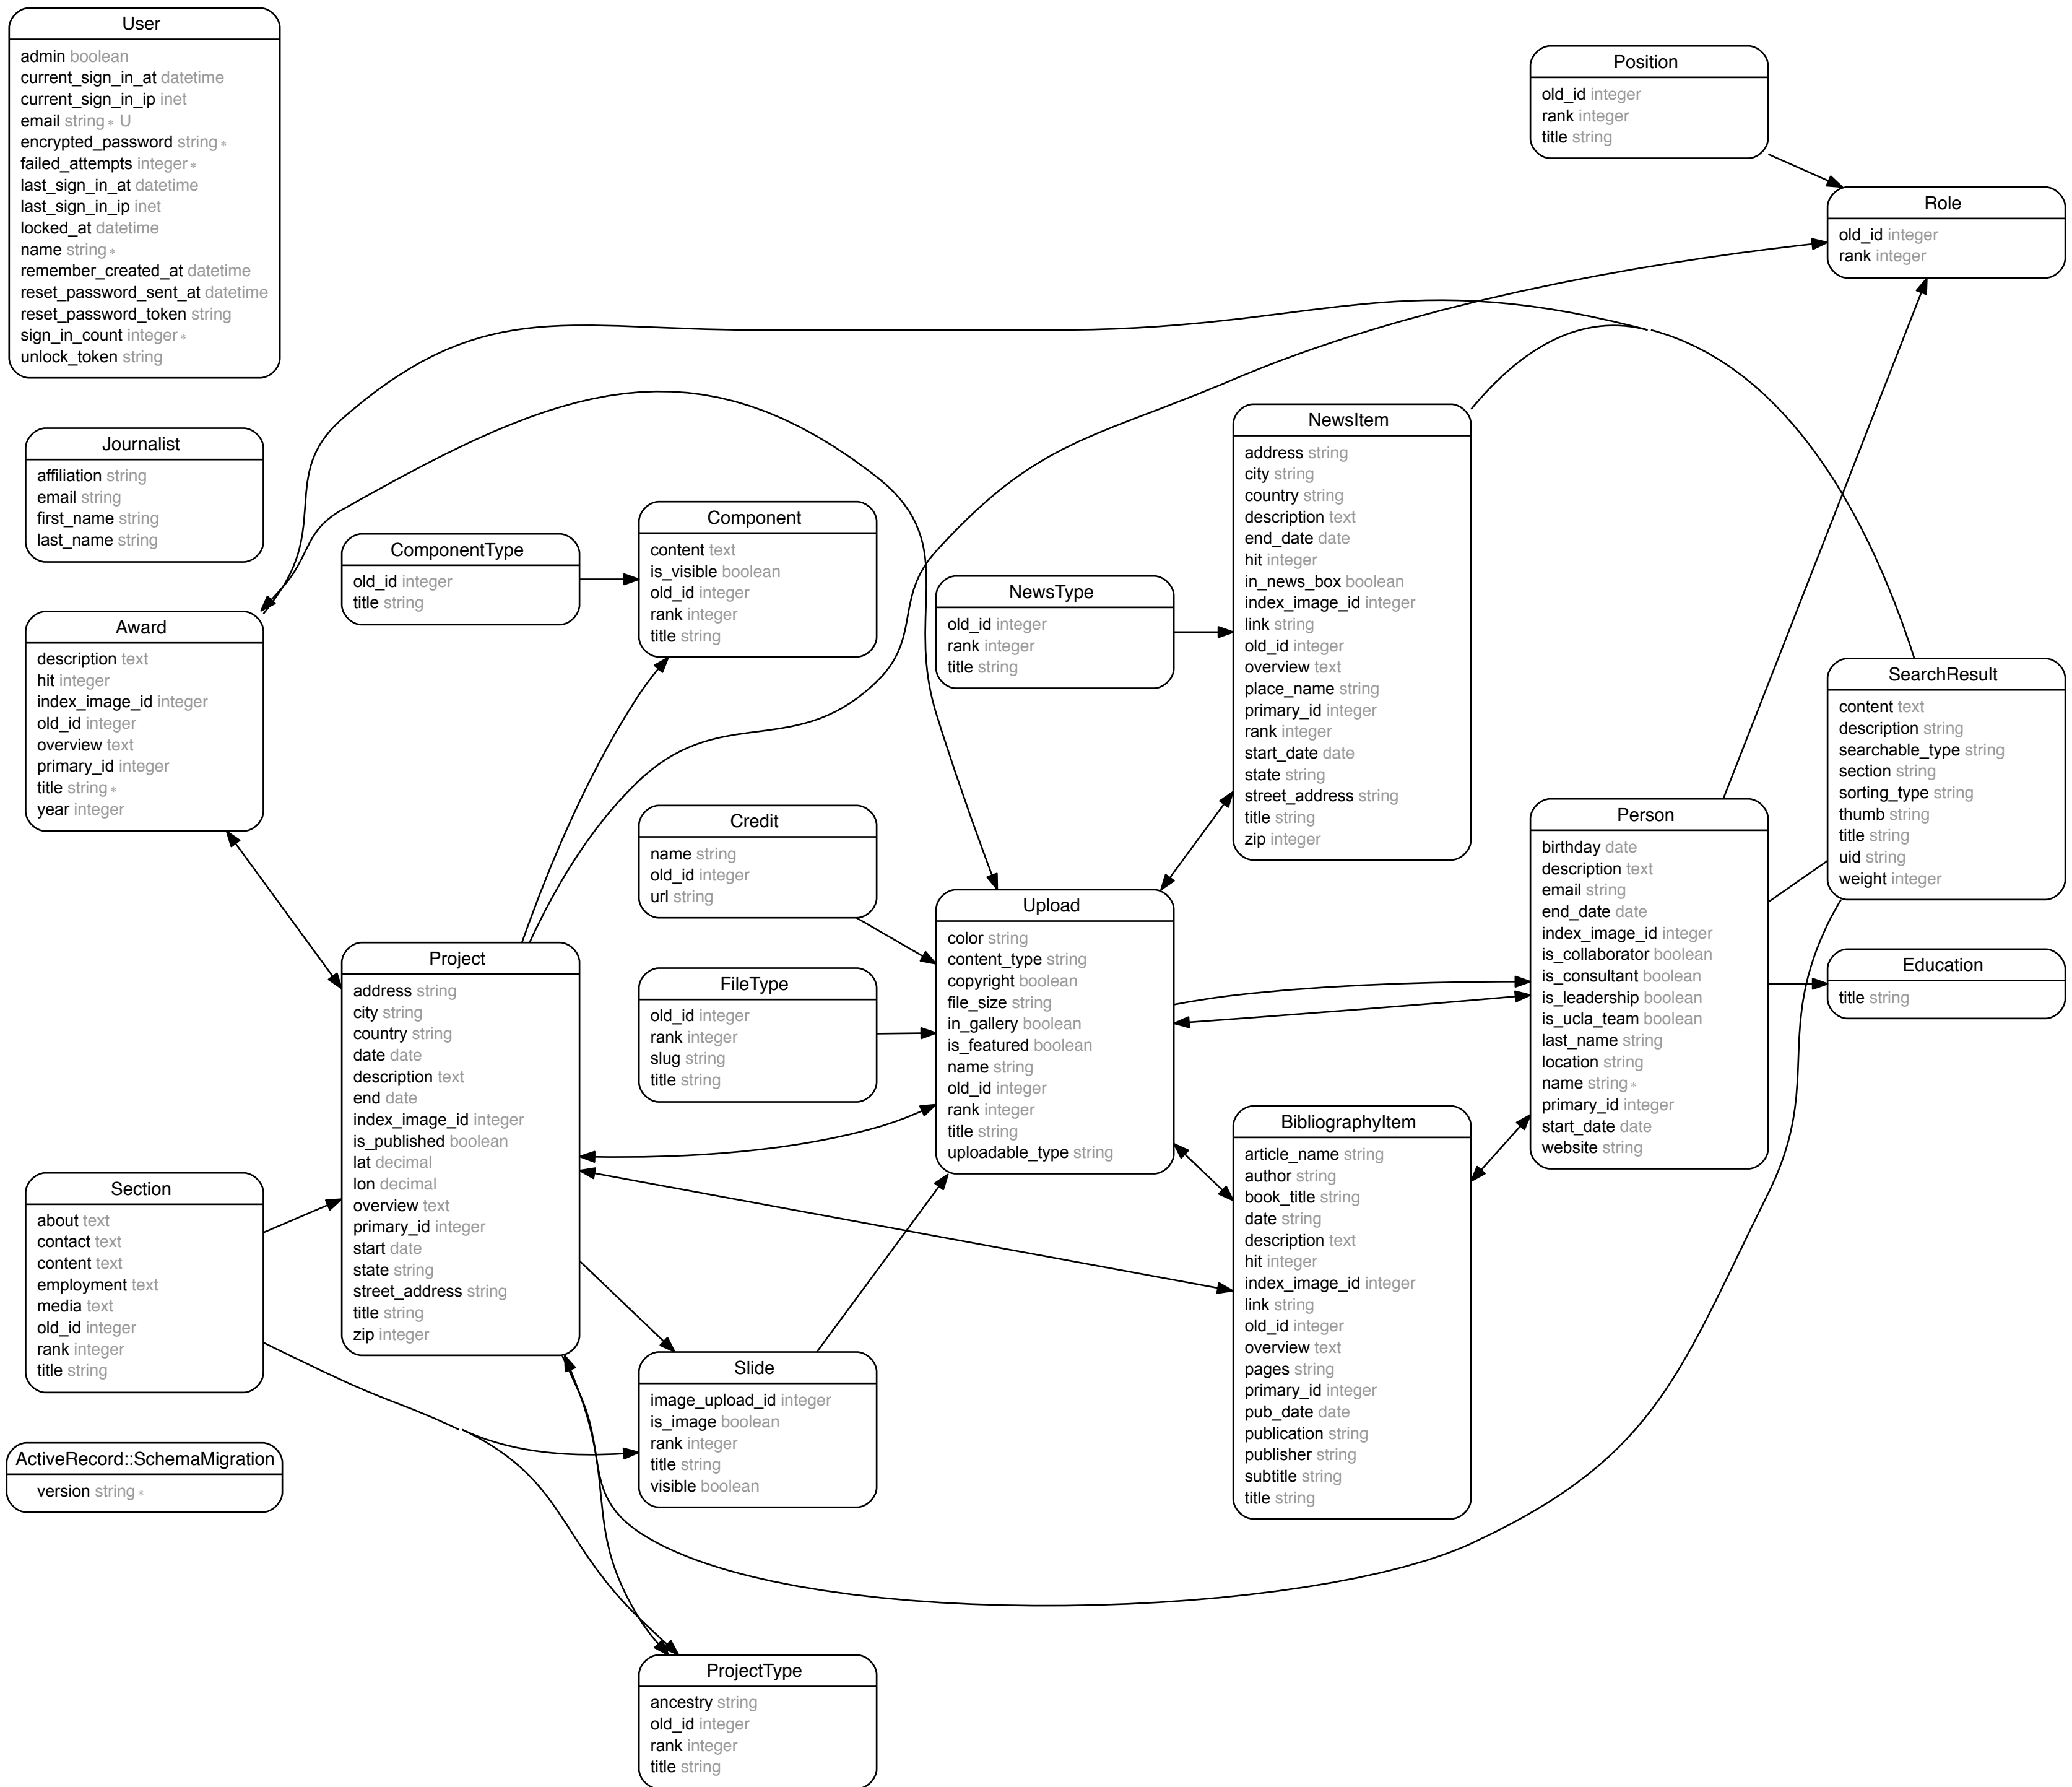 User
admin boolean
current_sign_in_at datetime
current_sign_in_ip inet
email string * U
encrypted_password string *
failed_attempts integer *
last_sign_in_at datetime
last_sign_in_ip inet
locked_at datetime
name string *
remember_created_at datetime
reset_password_sent_at datetime
reset_password_token string
sign_in_count integer *
unlock_token string
Journalist
affiliation string
email string
first_name string
last_name string
Award
description text
hit integer
index_image_id integer
old_id integer
overview text
primary_id integer
title string *
year integer
Section
about text
contact text
content text
employment text
media text
old_id integer
rank integer
title string
ActiveRecord::SchemaMigration
version string *
ComponentType
old_id integer
title string
Project
address string
city string
country string
date date
description text
end date
index_image_id integer
is_published boolean
lat decimal
lon decimal
overview text
primary_id integer
start date
state string
street_address string
title string
zip integer
Component
content text
is_visible boolean
old_id integer
rank integer
title string
Credit
name string
old_id integer
url string
FileType
old_id integer
rank integer
slug string
title string
Slide
image_upload_id integer
is_image boolean
rank integer
title string
visible boolean
ProjectType
ancestry string
old_id integer
rank integer
title string
NewsType
old_id integer
rank integer
title string
Upload
color string
content_type string
copyright boolean
file_size string
in_gallery boolean
is_featured boolean
name string
old_id integer
rank integer
title string
uploadable_type string
NewsItem
address string
city string
country string
description text
end_date date
hit integer
in_news_box boolean
index_image_id integer
link string
old_id integer
overview text
place_name string
primary_id integer
rank integer
start_date date
state string
street_address string
title string
zip integer
BibliographyItem
article_name string
author string
book_title string
date string
description text
hit integer
index_image_id integer
link string
old_id integer
overview text
pages string
primary_id integer
pub_date date
publication string
publisher string
subtitle string
title string
Position
old_id integer
rank integer
title string
Person
birthday date
description text
email string
end_date date
index_image_id integer
is_collaborator boolean
is_consultant boolean
is_leadership boolean
is_ucla_team boolean
last_name string
location string
name string *
primary_id integer
start_date date
website string
Role
old_id integer
rank integer
SearchResult
content text
description string
searchable_type string
section string
sorting_type string
thumb string
title string
uid string
weight integer
Education
title string